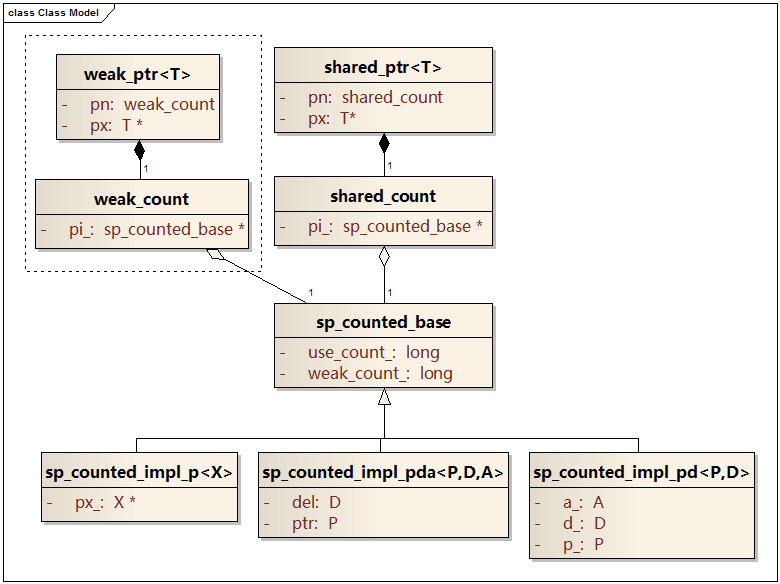 class Class Model
weak_ptr<T>
- pn: weak_count
- px: T *
1
weak_count
- pi_: sp_counted_base *
1
shared_ptr<T>
- pn: shared_count
- px: T*
1
shared_count
- pi_: sp_counted_base *
1
sp_counted_base
- use_count_: long
- weak_count_: long
sp_counted_impl_p<X>
- px_: X *
sp_counted_impl_pda<P,D,A>
- del: D
- ptr: P
sp_counted_impl_pd<P,D>
- a_: A
- d_: D
- p_: P